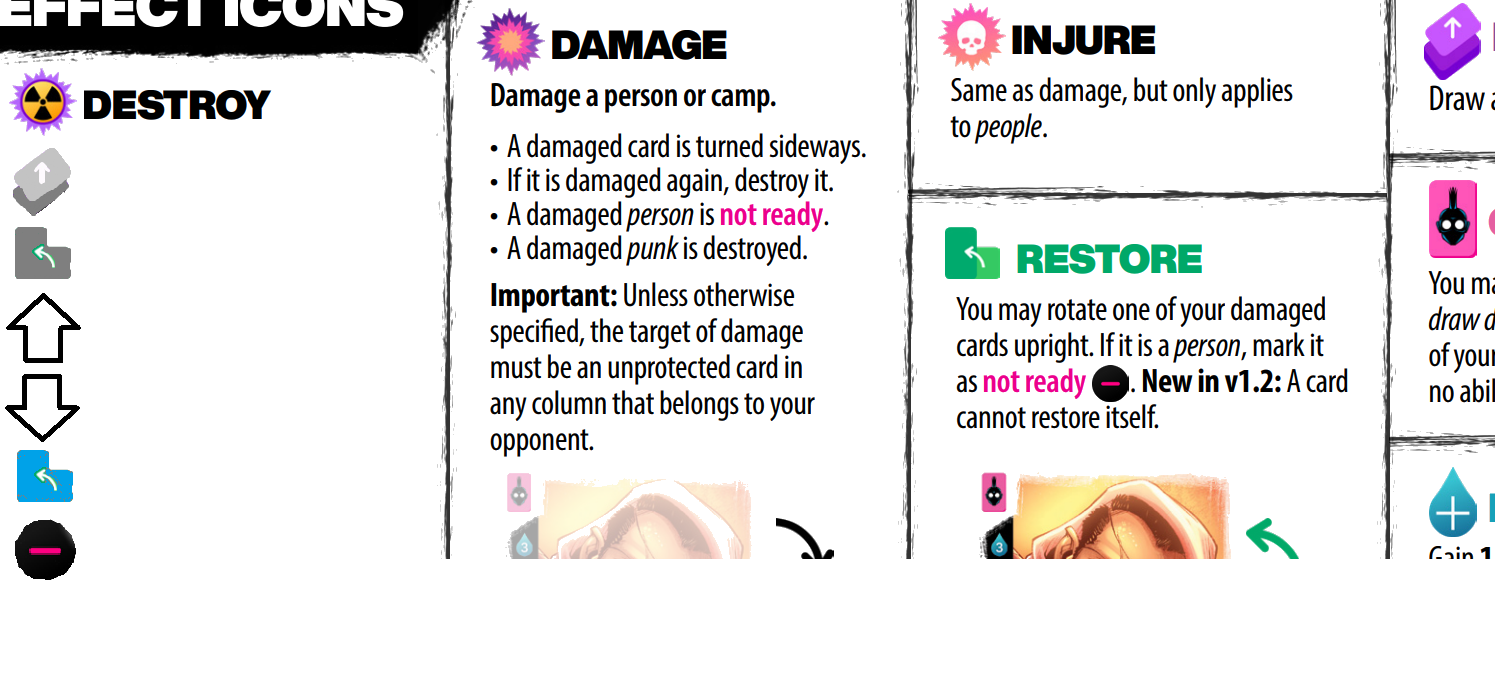 EFFECT ICONS
DESTROY
DAMAGE
Damage a person or camp.
• A damaged card is turned sideways.
• If it is damaged again, destroy it.
• A damaged person is not ready.
• A damaged punk is destroyed.
Important: Unless otherwise
specified, the target of damage
must be an unprotected card in
any column that belongs to your
opponent.
3
INJURE
Same as damage, but only applies
to people.
RESTORE
You may rotate one of your damaged
cards upright. If it is a person, mark it
as not ready. New in v1.2: A card
cannot restore itself.
3
Draw
You
draw
of your
no
Gain 1